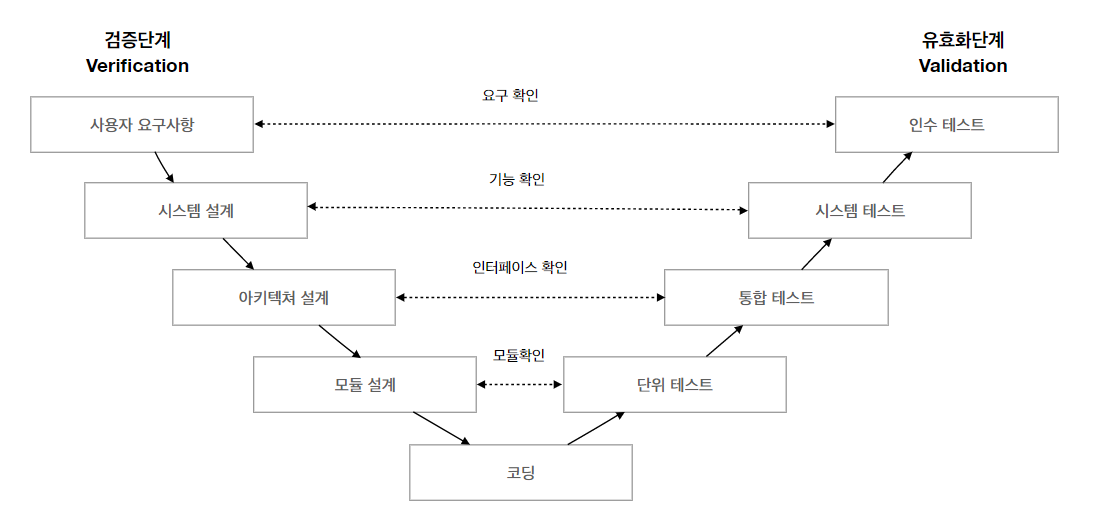 검증단계
Verification
유효화단계
Validation
요구 확인
사용자 요구사항
인수 테스트
기능 확인
시스템 설계
시스템 테스트
인터페이스 확인
아키텍쳐 설계
통합 테스트
모듈확인
모듈 설계
단위 테스트
코딩